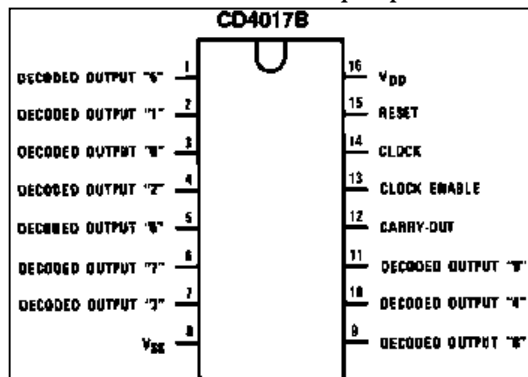 CD4017B
DECODED OUTPUT "5" 1
DECODED OUTPUT "1" 2
DECODED OUTPUT 3
DECODED OUTPUT "2" 4
DECODED OUTPUT 5
DECODED OUTPUT "7" 6
DECODED OUTPUT "3" 7
VSS 8
16 VDD
15 RESET
14 CLOCK
13 CLOCK ENABLE
12 CARRY-OUT
11 DECODED OUTPUT
10 DECODED OUTPUT "4"
9 DECODED OUTPUT